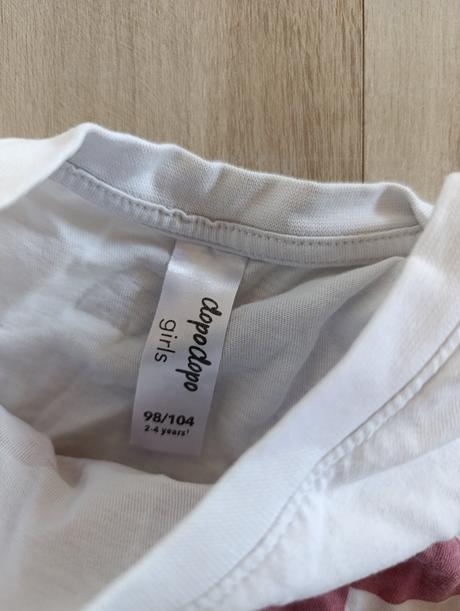 dopodopo
girls
98/104
2-4 years